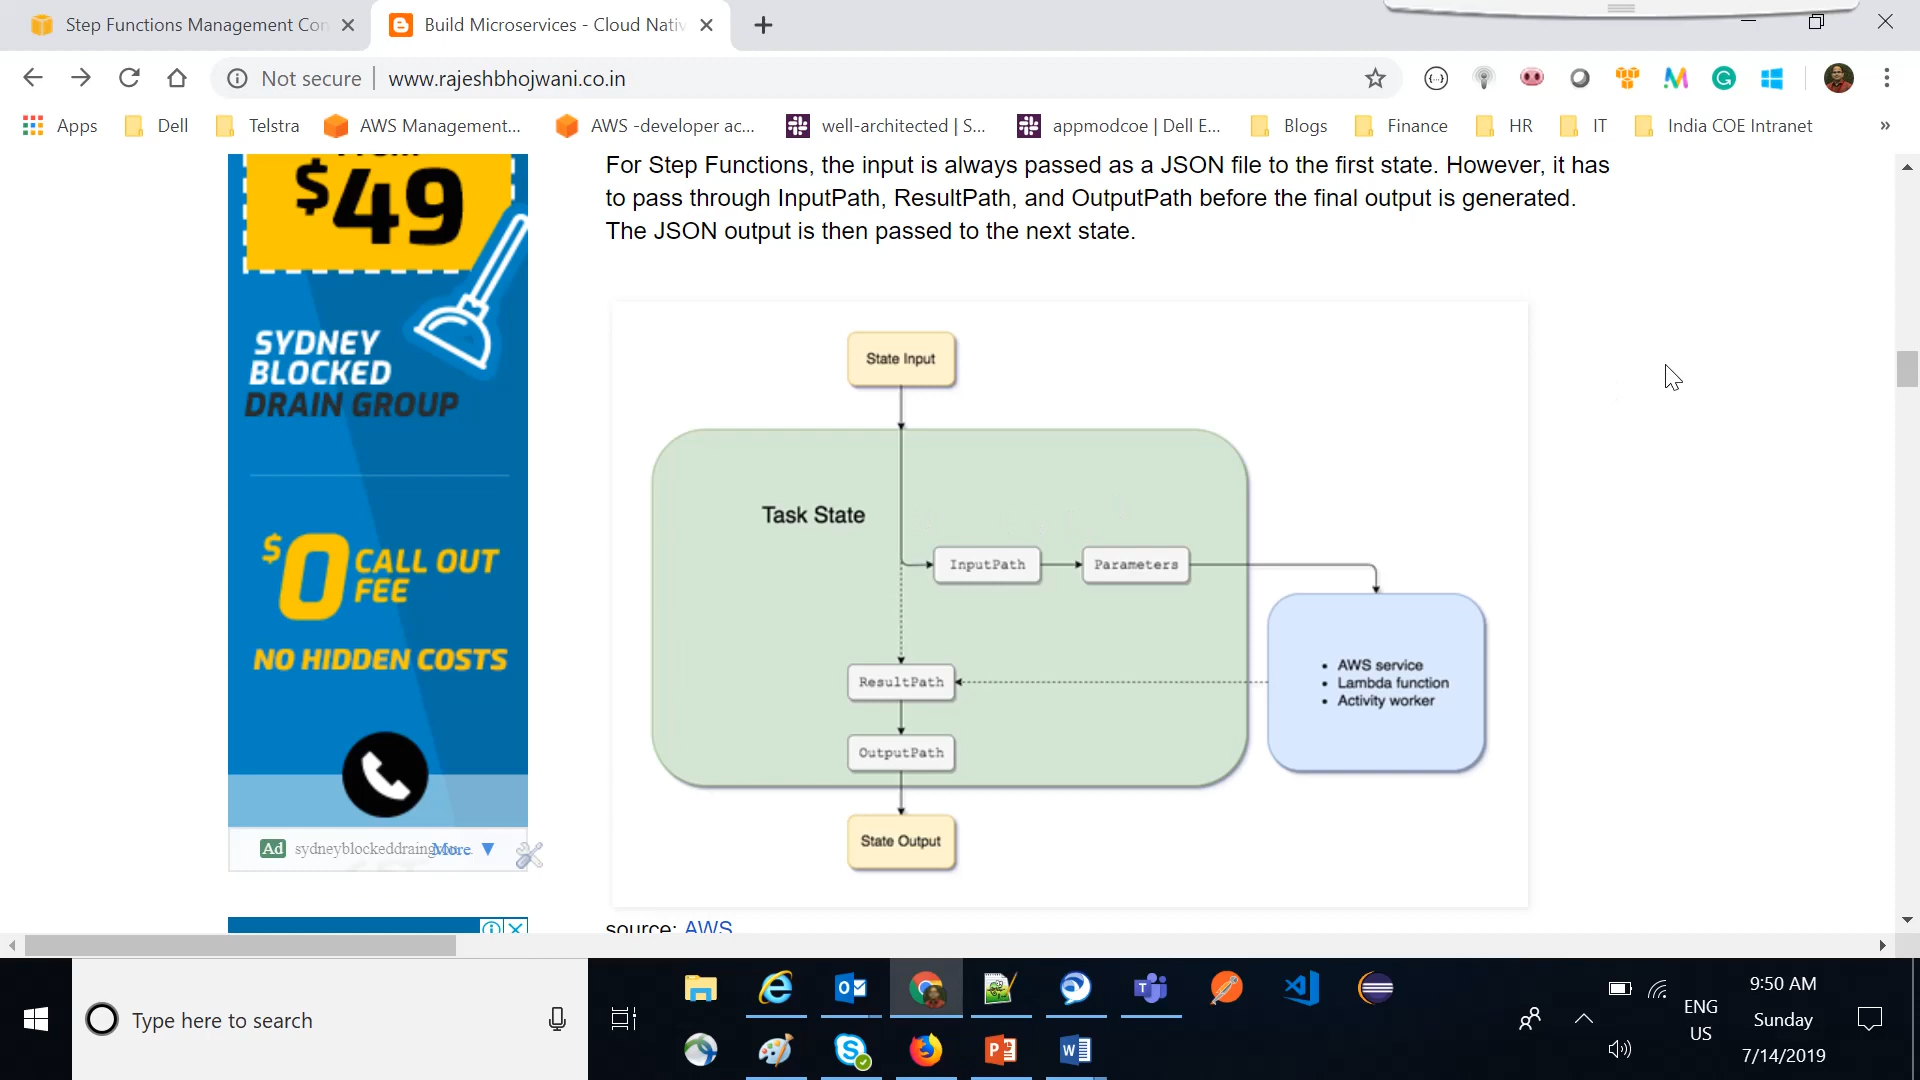 Step Functions Management Con
Build Microservices - Cloud Nativ
Not secure
www.rajeshbhojwani.co.in
Apps
Dell
Telstra
AWS Management...
AWS -developer ac...
well-architected | S...
appmodcoe | Dell E...
Blogs
Finance
HR
IT
India COE Intranet
»
$49
SYDNEY
BLOCKED
DRAIN GROUP
$0 CALL OUT
FEE
NO HIDDEN COSTS
Ad
More
For Step Functions, the input is always passed as a JSON file to the first state. However, it has
to pass through InputPath, ResultPath, and OutputPath before the final output is generated.
The JSON output is then passed to the next state.
State Input
Task State
InputPath
Parameters
AWS service
Lambda function
Activity worker
ResultPath
OutputPath
State Output
source: AWS
Type here to search
ENG
US
9:50 AM
Sunday
7/14/2019